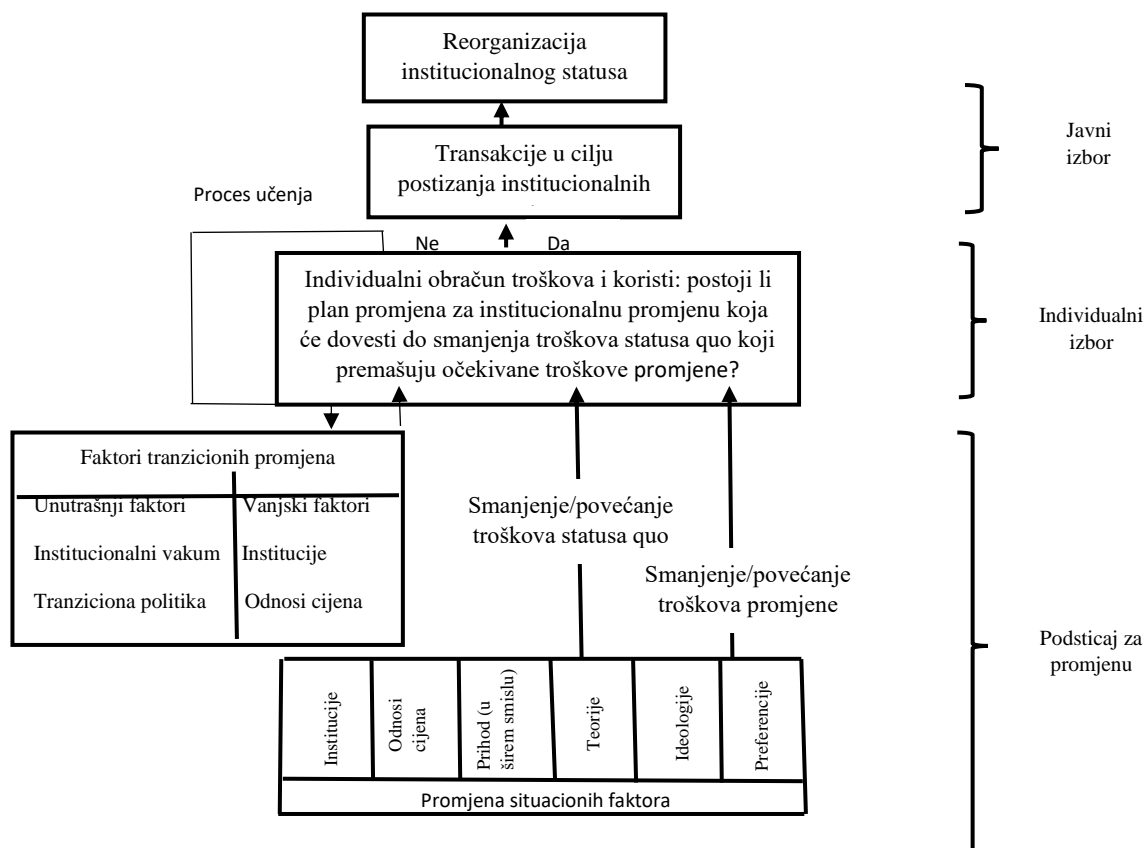 Reorganizacija
institucionalnog statusa
Javni
izbor
Transakcije u cilju
postizanja institucionalnih
Proces učenja
Ne
Da
Individualni obračun troškova i koristi: postoji li
plan promjena za institucionalnu promjenu koja
će dovesti do smanjenja troškova statusa quo koji
premašuju očekivane troškove promjene?
Individualni
izbor
Faktori tranzicionih promjena
Unutrašnji faktori
Vanjski faktori
Institucionalni vakum
Institucije
Tranziciona politika
Odnosi cijena
Smanjenje/povećanje
troškova statusa quo
Smanjenje/povećanje
troškova promjene
Podsticaj za
promjenu
Institucije
Odnosi
cijena
Prihod (u
širem smislu)
Teorije
Ideologije
Preferencije
Promjena situacionih faktora